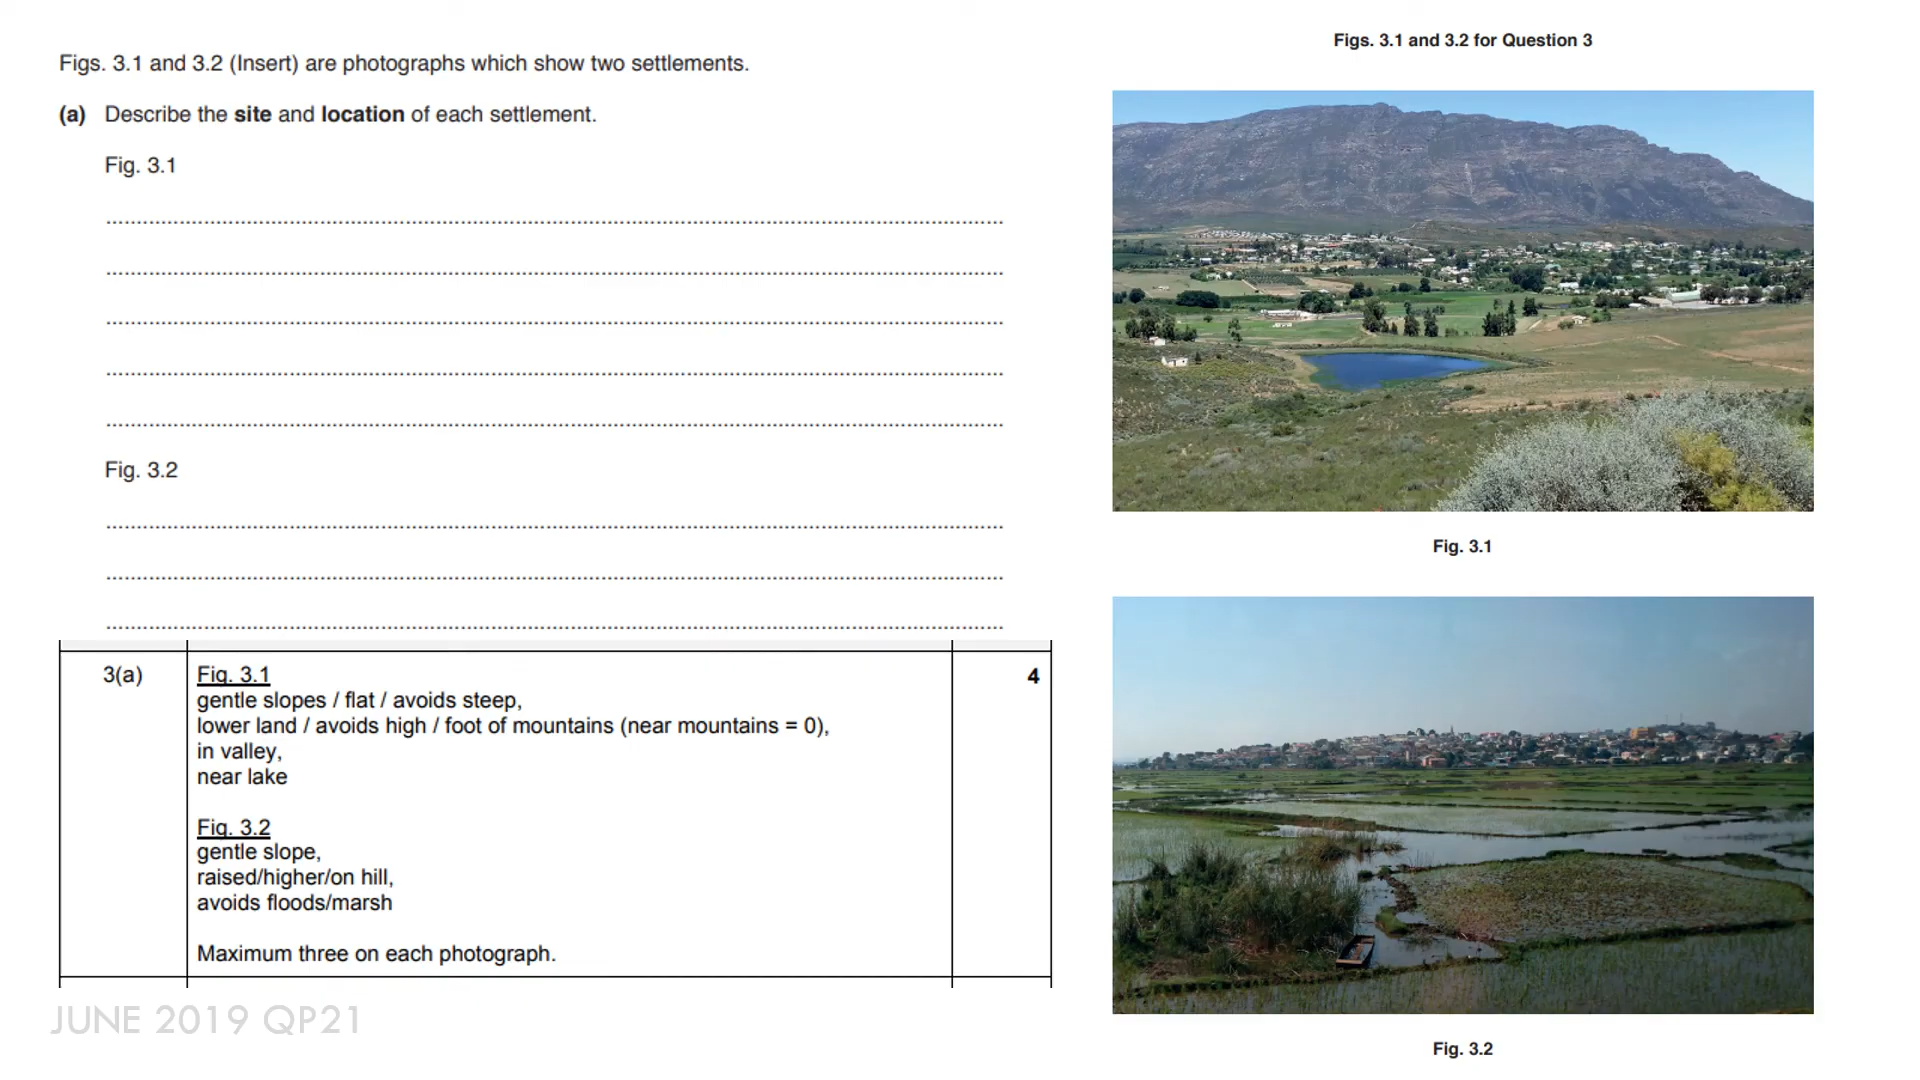 Figs. 3.1 and 3.2 (Insert) are photographs which show two settlements.
(a) Describe the site and location of each settlement.
Fig. 3.1
Fig. 3.2
3(a)
Fig. 3.1
4
gentle slopes / flat / avoids steep,
lower land / avoids high / foot of mountains (near mountains = 0),
in valley,
near lake
Fig. 3.2
gentle slope,
raised/higher/on hill,
avoids floods/marsh
Maximum three on each photograph.
JUNE 2019 QP21
Figs. 3.1 and 3.2 for Question 3
Fig. 3.1
Fig. 3.2